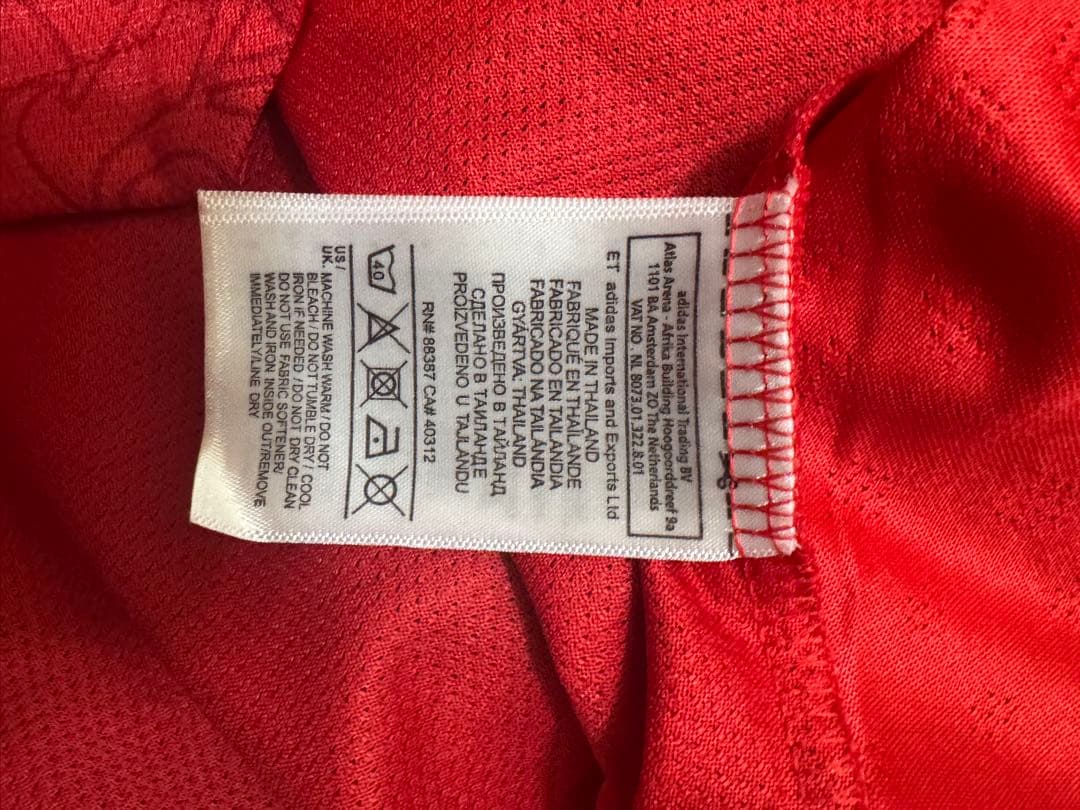 adidas International Trading BV
Atlas Arena - Afrika Building Hoogoorddreef 9a
1101 BA Amsterdam ZO The Netherlands
VAT NO. NL 8073.01.322.B.01
ET adidas Imports and Exports Ltd
MADE IN THAILAND
FABRIQUE EN THAILANDE
FABRICADO EN TAILANDIA
FABRICADO NA TAILÂNDIA
GYÁRTVA: THAILAND
ПРОИЗВЕДЕНО В ТАЙЛАНД
СДЕЛАНО В ТАИЛАНДЕ
PROIZVEDENO U TAJLANDU
RN# 88387 CA# 40312
40
US /
UK. MACHINE WASH WARM / DO NOT
BLEACH / DO NOT TUMBLE DRY / COOL
IRON IF NEEDED / DO NOT DRY CLEAN
DO NOT USE FABRIC SOFTENER/
WASH AND IRON INSIDE OUT/REMOVE
IMMEDIATELY/LINE DRY